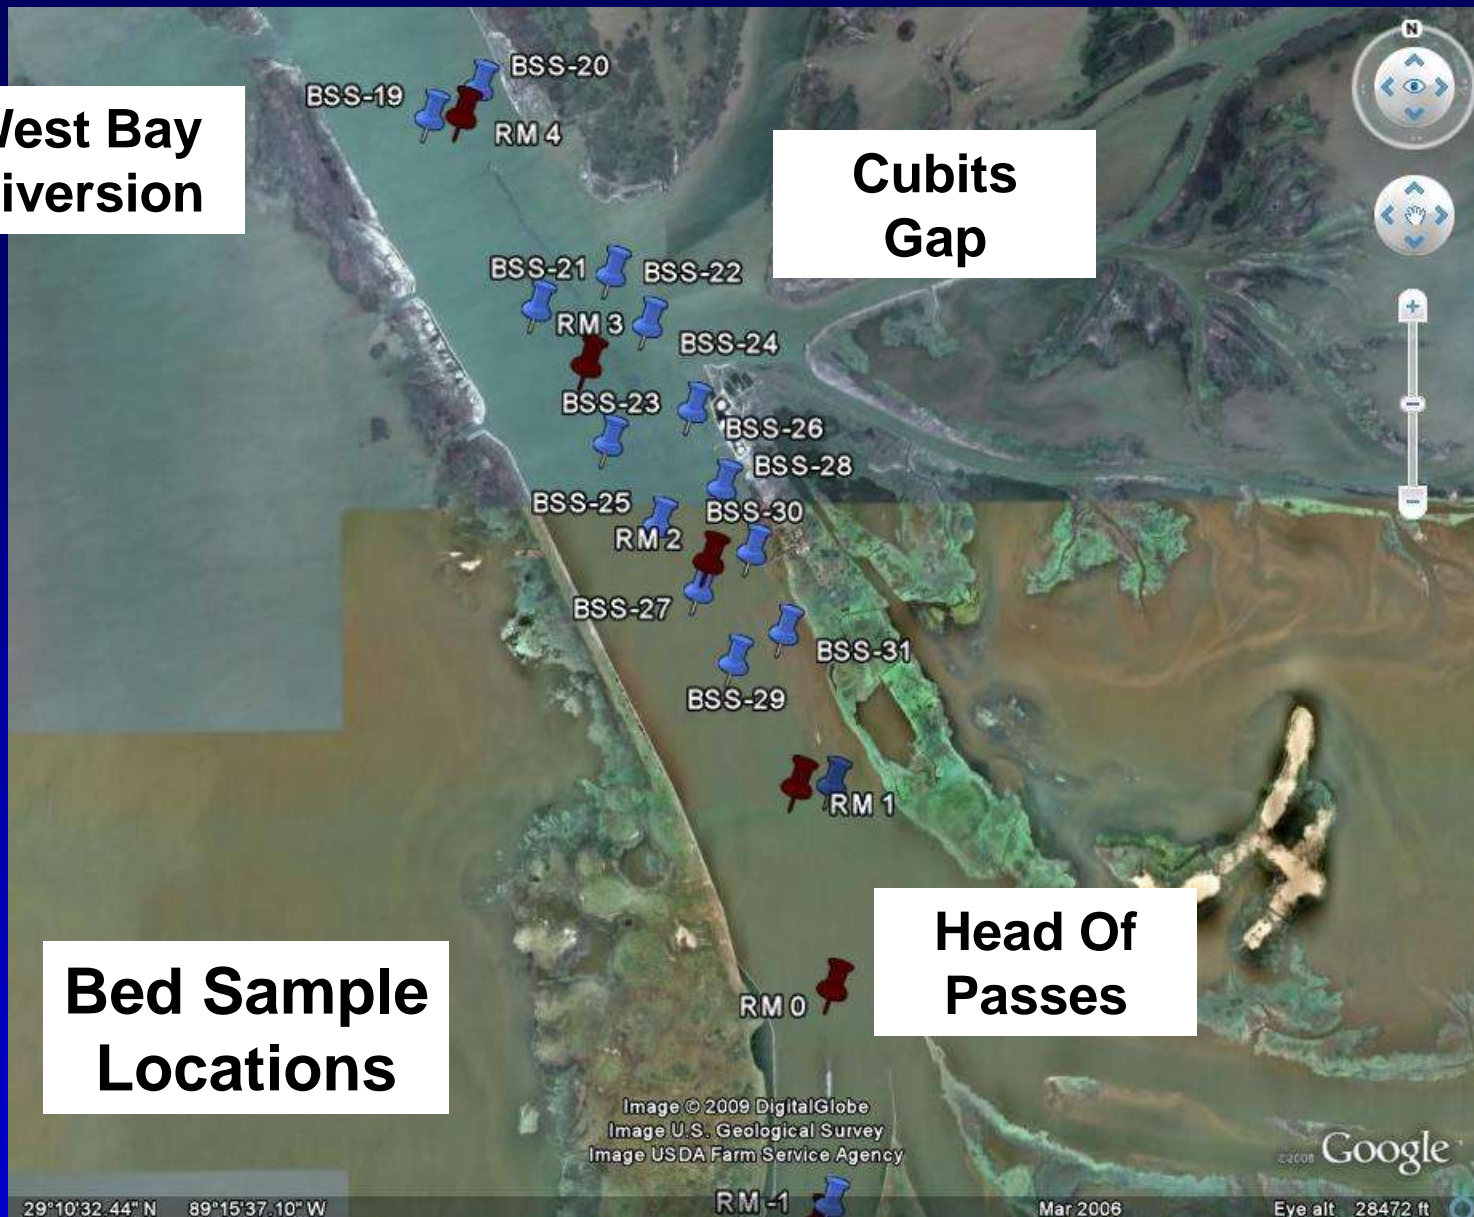 BSS-20
BSS-19
RM 4
West Bay
iversion
Cubits
Gap
N
BSS-21
BSS-22
RM 3
BSS-24
BSS-23
BSS-26
BSS-28
BSS-25
BSS-30
RM 2
BSS-27
BSS-31
BSS-29
RM 1
Head Of
Passes
RM 0
Bed Sample
Locations
Image © 2009 DigitalGlobe
Image U.S. Geological Survey
Image USDA Farm Service Agency
©2008 Google
RM -1
29°10'32.44" N 89°15'37.10" W Mar 2006 Eye alt 28472 ft